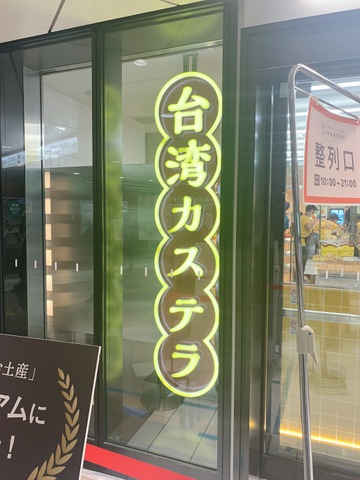 台湾カステラ
整列口
10:00~21:00
土産」
アムに
！